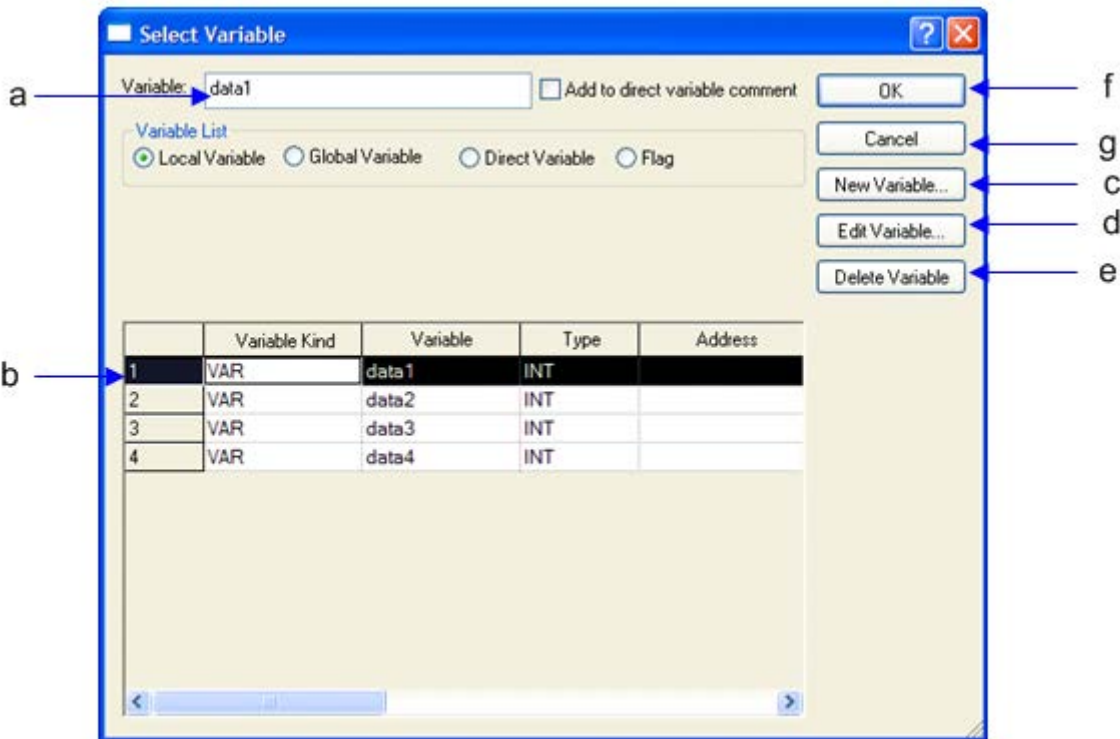 Select Variable
a
Variable: data1
Add to direct variable comment
OK
f
Variable List
Local Variable Global Variable Direct Variable Flag
Cancel
g
New Variable...
c
Edit Variable...
d
Delete Variable
e
Variable Kind Variable Type Address
b
1 VAR data1 INT
2 VAR data2 INT
3 VAR data3 INT
4 VAR data4 INT